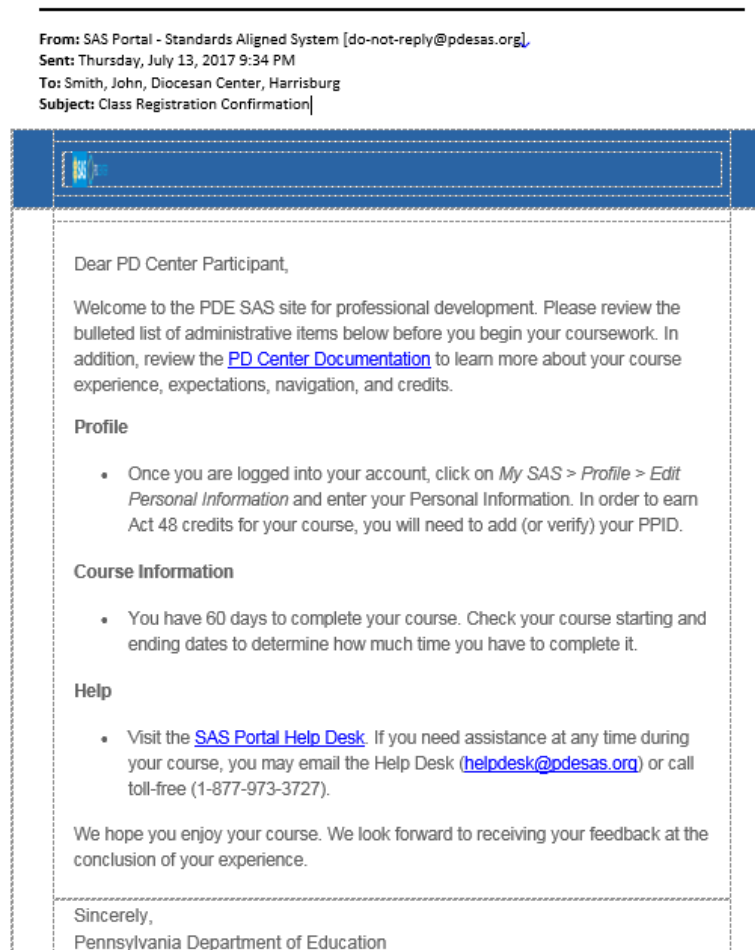 From: SAS Portal - Standards Aligned System [do-not-reply@pdesas.org],
Sent: Thursday, July 13, 2017 9:34 PM
To: Smith, John, Diocesan Center, Harrisburg
Subject: Class Registration Confirmation
SAS
Dear PD Center Participant,
Welcome to the PDE SAS site for professional development. Please review the
bulleted list of administrative items below before you begin your coursework. In
addition, review the PD Center Documentation to learn more about your course
experience, expectations, navigation, and credits.
Profile
• Once you are logged into your account, click on My SAS > Profile > Edit
Personal Information and enter your Personal Information. In order to earn
Act 48 credits for your course, you will need to add (or verify) your PPID.
Course Information
• You have 60 days to complete your course. Check your course starting and
ending dates to determine how much time you have to complete it.
Help
• Visit the SAS Portal Help Desk. If you need assistance at any time during
your course, you may email the Help Desk (helpdesk@pdesas.org) or call
toll-free (1-877-973-3727).
We hope you enjoy your course. We look forward to receiving your feedback at the
conclusion of your experience.
Sincerely,
Pennsylvania Department of Education